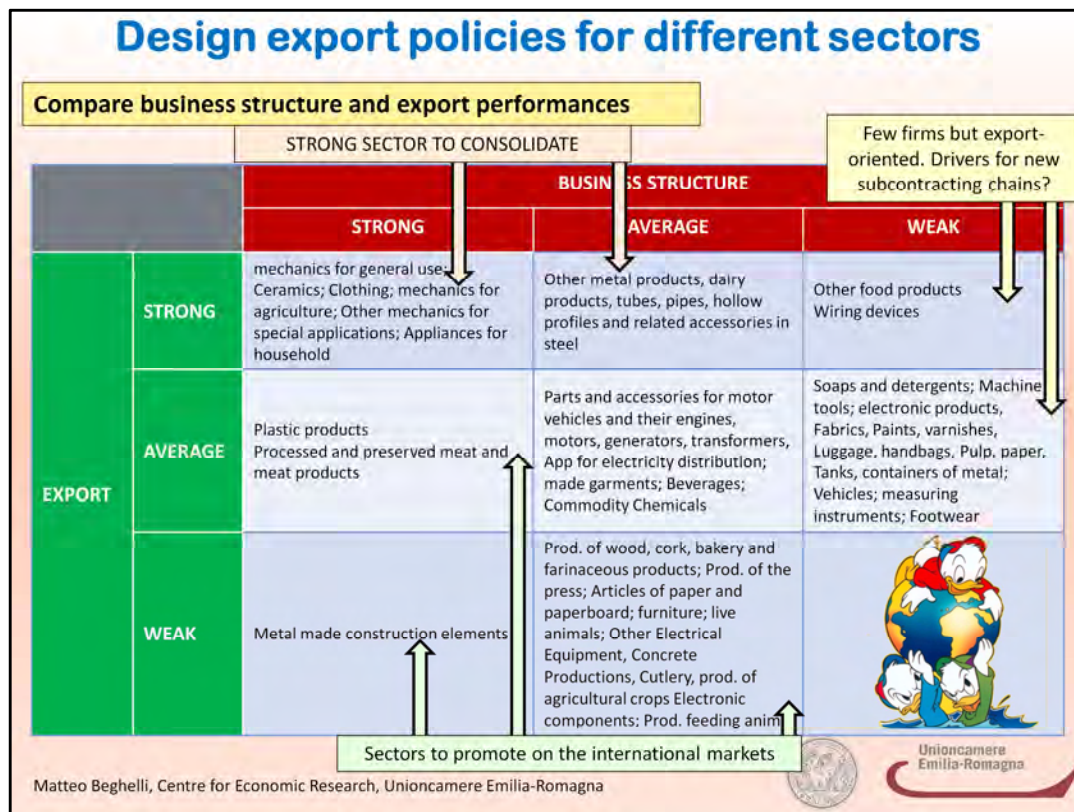 Design export policies for different sectors
Compare business structure and export performances
STRONG SECTOR TO CONSOLIDATE
Few firms but export-
oriented. Drivers for new
subcontracting chains?
BUSINESS STRUCTURE
STRONG
AVERAGE
WEAK
EXPORT
STRONG
mechanics for general use;
Ceramics; Clothing; mechanics for
agriculture; Other mechanics for
special applications; Appliances for
household
Other metal products, dairy
products, tubes, pipes, hollow
profiles and related accessories in
steel
Other food products
Wiring devices
AVERAGE
Plastic products
Processed and preserved meat and
meat products
Parts and accessories for motor
vehicles and their engines,
motors, generators, transformers,
App for electricity distribution;
made garments; Beverages;
Commodity Chemicals
Soaps and detergents; Machine
tools; electronic products,
Fabrics, Paints, varnishes,
Luggage, handbags, Pulp, paper,
Tanks, containers of metal;
Vehicles; measuring
instruments; Footwear
WEAK
Metal made construction elements
Prod. of wood, cork, bakery and
farinaceous products; Prod. of the
press; Articles of paper and
paperboard; furniture; live
animals; Other Electrical
Equipment, Concrete
Productions, Cutlery, prod. of
agricultural crops Electronic
components; Prod. feeding anim
Sectors to promote on the international markets
Unioncamere
Emilia-Romagna
Matteo Beghelli, Centre for Economic Research, Unioncamere Emilia-Romagna